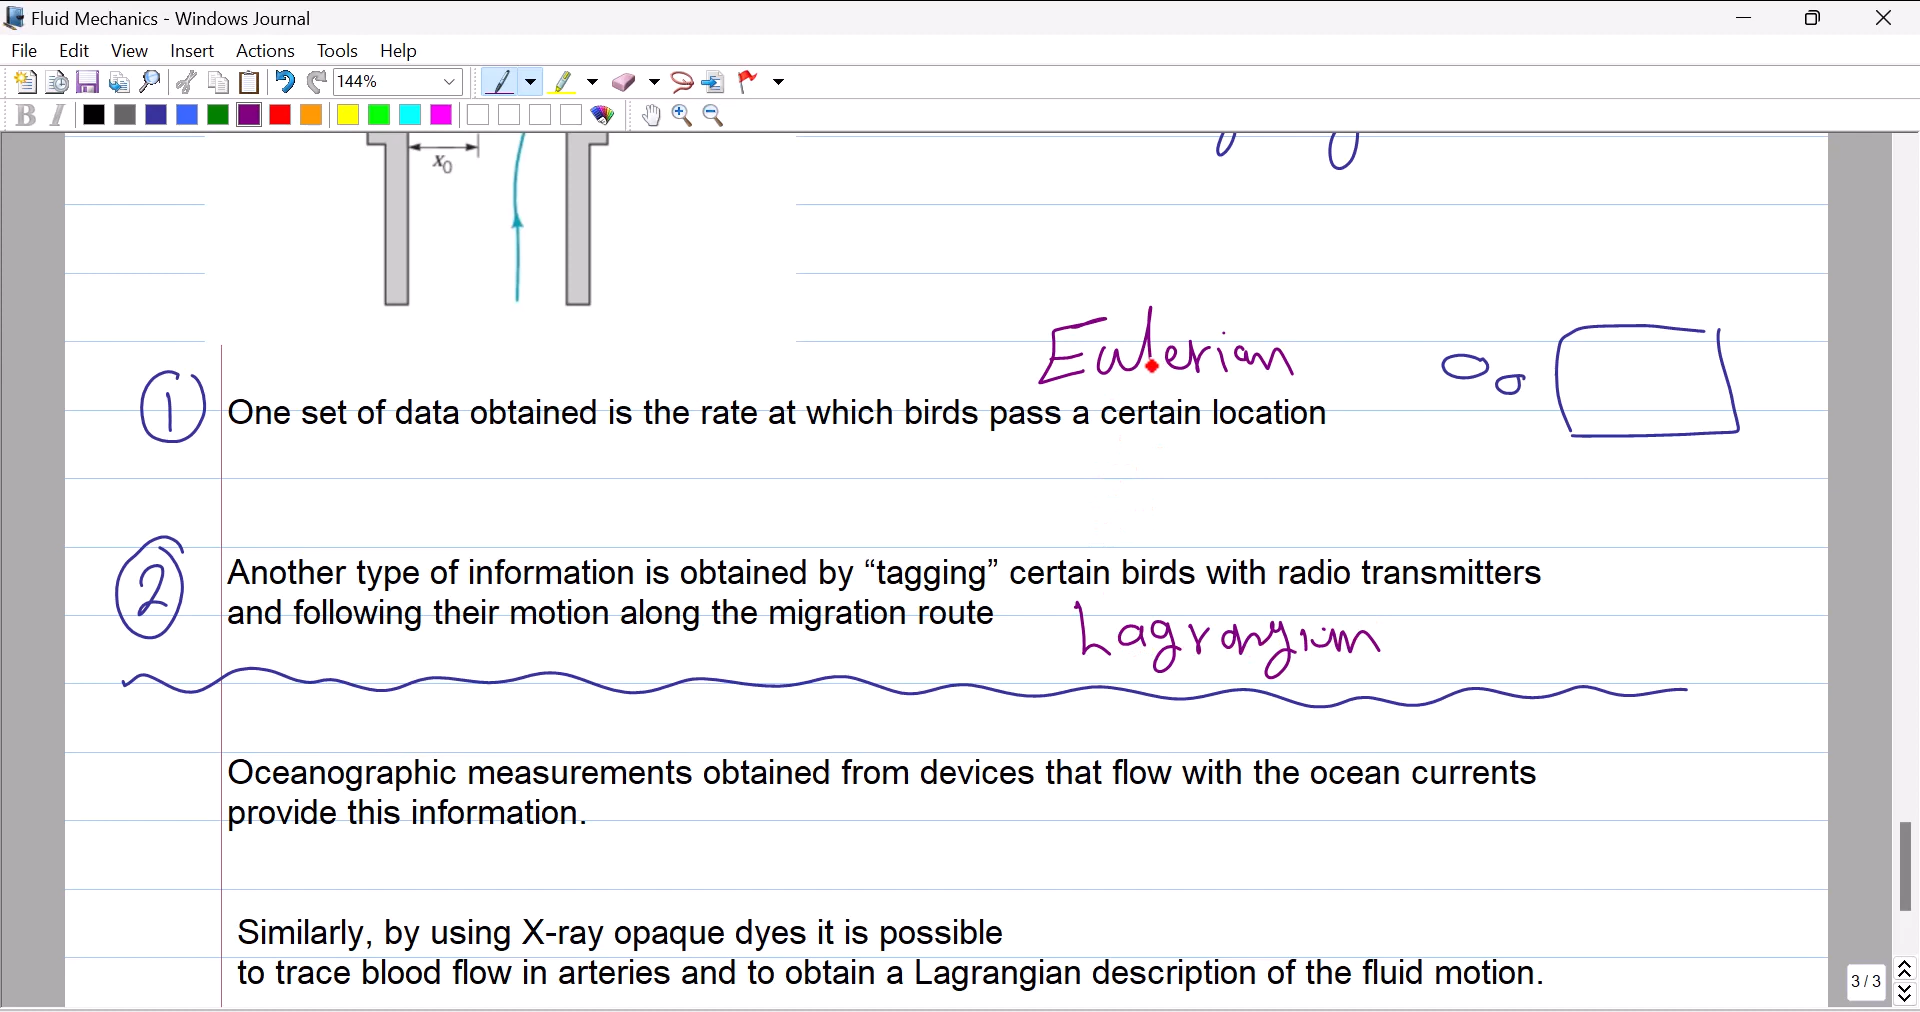 Fluid Mechanics - Windows Journal
File Edit View Insert Actions Tools Help
144%
B I
x0
Eulerian
1 One set of data obtained is the rate at which birds pass a certain location
2 Another type of information is obtained by “tagging” certain birds with radio transmitters
and following their motion along the migration route
Lagrangian
Oceanographic measurements obtained from devices that flow with the ocean currents
provide this information.
Similarly, by using X-ray opaque dyes it is possible
to trace blood flow in arteries and to obtain a Lagrangian description of the fluid motion.
3 / 3